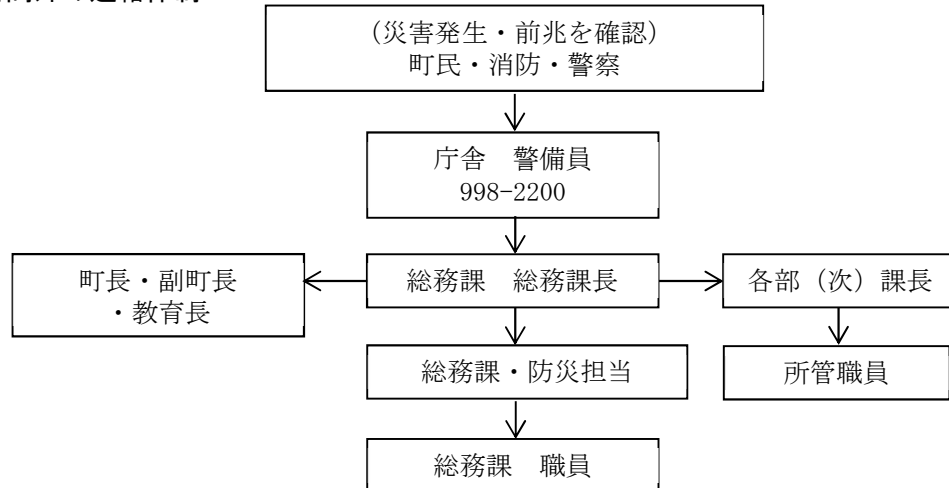 (災害発生・前兆を確認)
町民・消防・警察
庁舎　警備員
998-2200
町長・副町長
・教育長
総務課　総務課長
各部（次）課長
総務課・防災担当
所管職員
総務課　職員